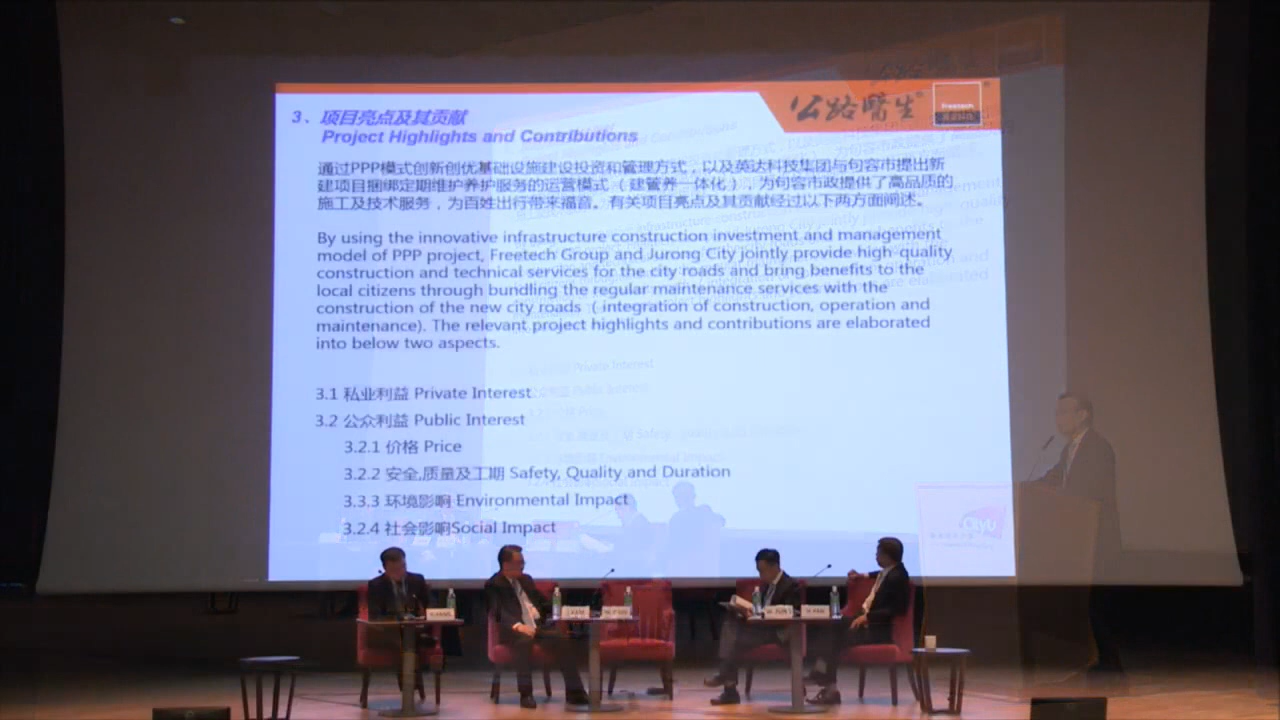 公路醫生
freetech
3、项目亮点及其贡献
Project Highlights and Contributions
通过PPP模式创新创优基础设施建设投资和管理方式，以及英达科技集团与句容市提出新
建项目捆绑定期维护养护服务的运营模式（建管养一体化），为句容市政提供了高品质的
施工及技术服务，为百姓出行带来福音。有关项目亮点及其贡献经过以下两方面阐述。
By using the innovative infrastructure construction investment and management
model of PPP project, Freetech Group and Jurong City jointly provide high-quality
construction and technical services for the city roads and bring benefits to the
local citizens through bundling the regular maintenance services with the
construction of the new city roads （integration of construction, operation and
maintenance). The relevant project highlights and contributions are elaborated
into below two aspects.
3.1 私业利益 Private Interest
3.2 公众利益 Public Interest
3.2.1 价格 Price
3.2.2 安全,质量及工期 Safety, Quality and Duration
3.3.3 环境影响 Environmental Impact
3.2.4 社会影响Social Impact
CityU